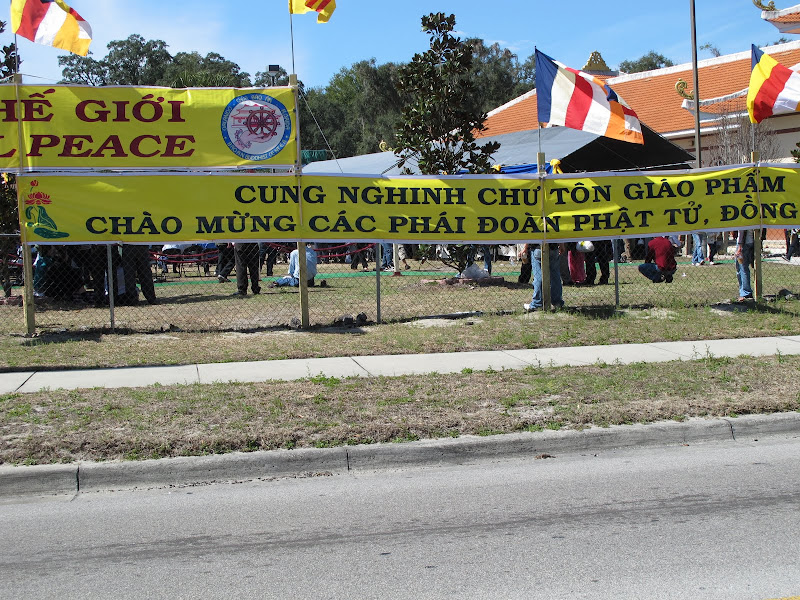 HẾ GIỚI
L PEACE
CUNG NGHINH CHƯ TÔN GIÁO PHẨM
CHÀO MỪNG CÁC PHÁI ĐOÀN PHẬT TỬ, ĐỒNG